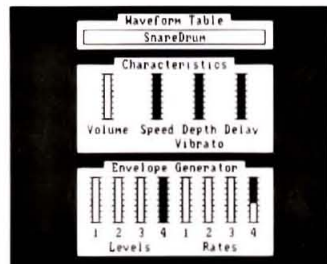 Waveform Table
SnareDrum
Characteristics
Volume Speed Depth Delay
Vibrato
Envelope Generator
1 2 3 4 1 2 3 4
Levels Rates